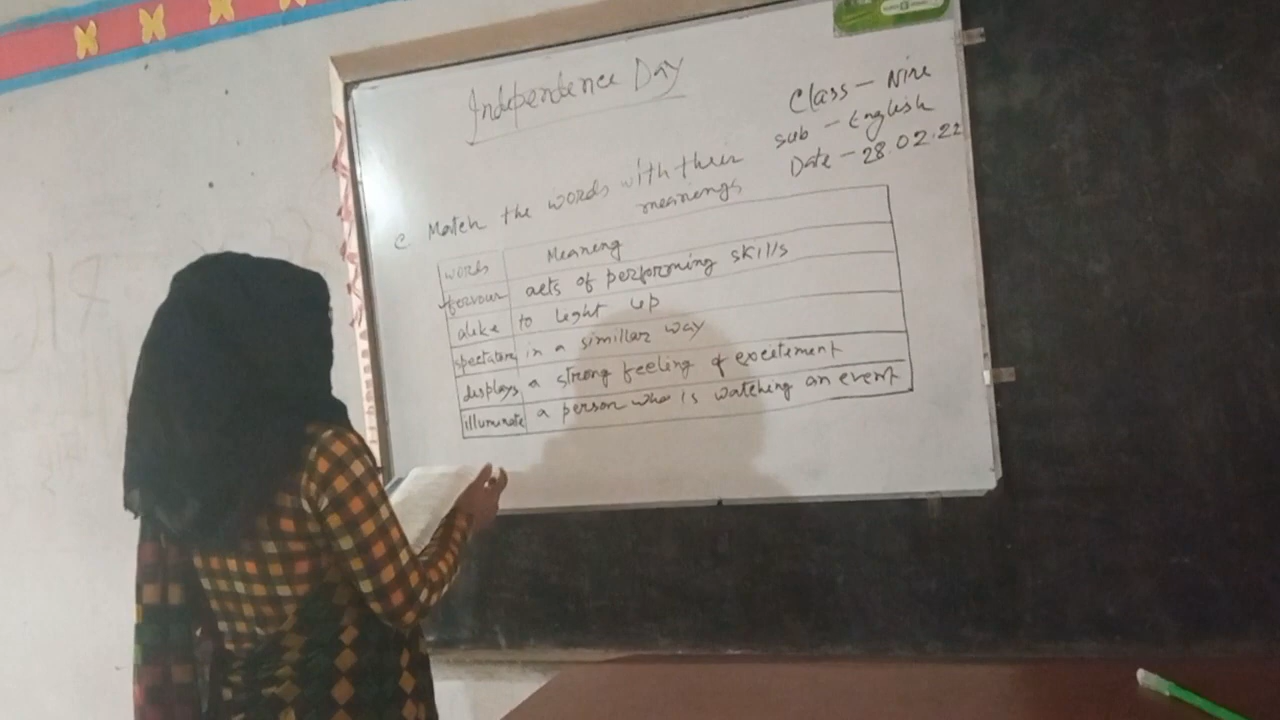 Independence Day
Class - Nine
Sub - English
Date - 28.02.22
C Match the words with their
meanings
words Meaning
fervour acts of performing skills
alike to light up
spectators in a simillar way
displays a strong feeling of excitement
illuminate a person who is watching an event